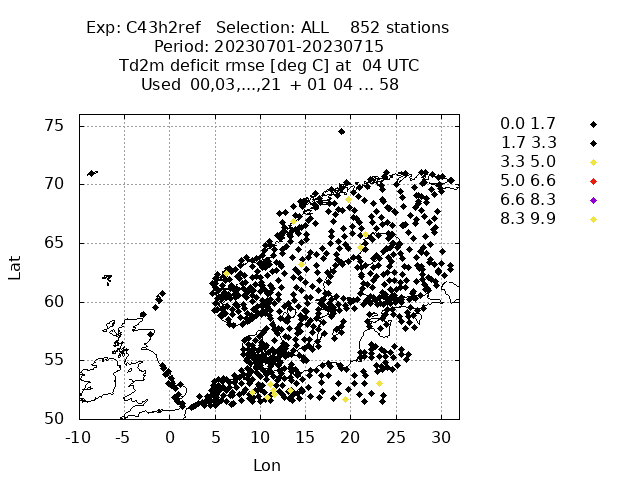 Exp: C43h2ref   Selection: ALL    852 stations
Period: 20230701-20230715
Td2m deficit rmse [deg C] at  04 UTC
Used  00,03,...,21  + 01 04 ... 58
0.0 1.7
1.7 3.3
3.3 5.0
5.0 6.6
6.6 8.3
8.3 9.9
75
70
65
60
55
50
Lat
-10 -5 0 5 10 15 20 25 30
Lon